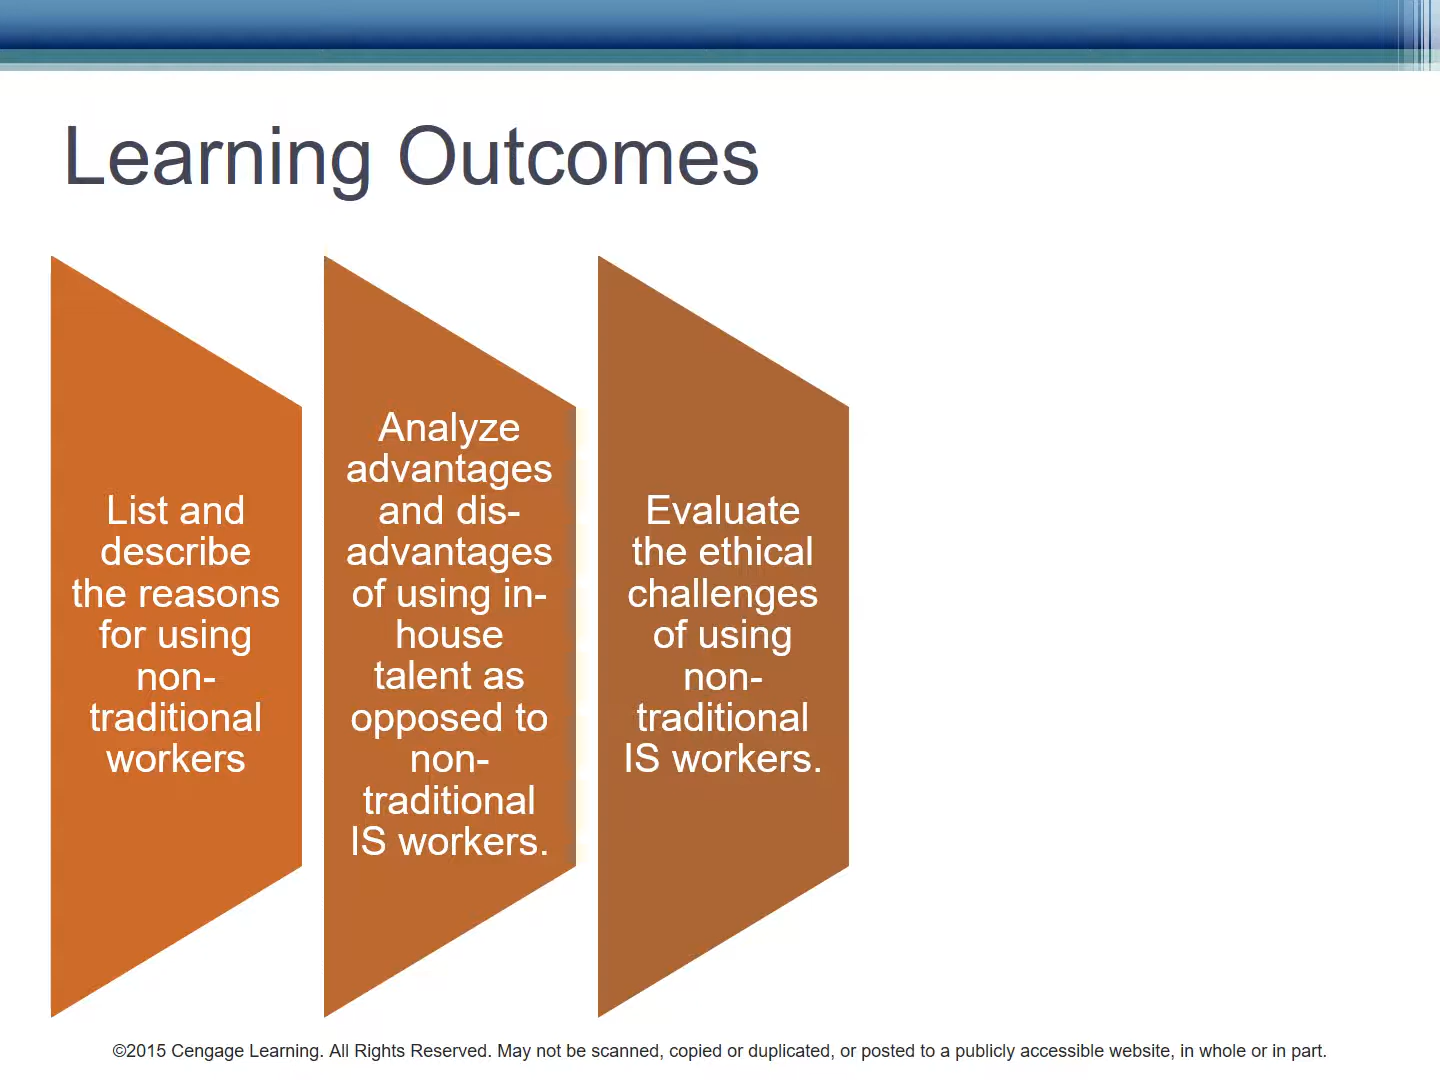 Learning Outcomes
List and
describe
the reasons
for using
non-
traditional
workers
Analyze
advantages
and dis-
advantages
of using in-
house
talent as
opposed to
non-
traditional
IS workers.
Evaluate
the ethical
challenges
of using
non-
traditional
IS workers.
©2015 Cengage Learning. All Rights Reserved. May not be scanned, copied or duplicated, or posted to a publicly accessible website, in whole or in part.